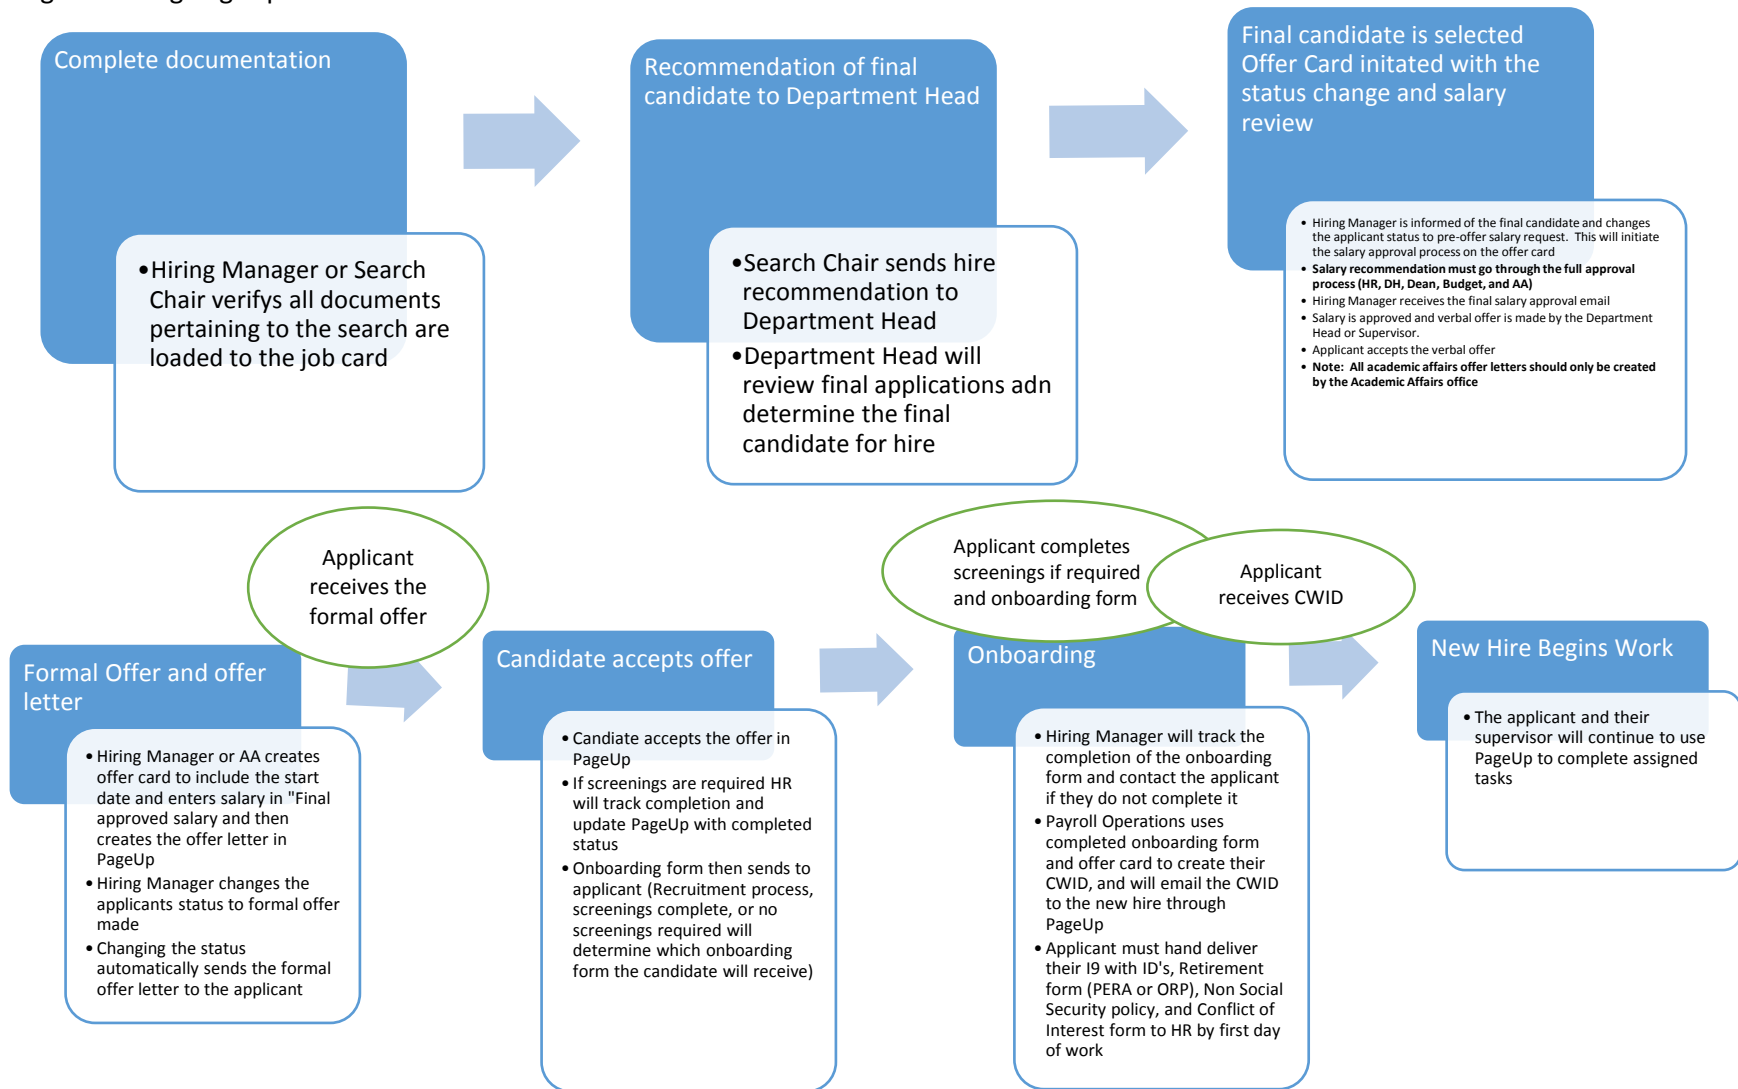 Complete documentation
•Hiring Manager or Search
Chair verifys all documents
pertaining to the search are
loaded to the job card
Recommendation of final
candidate to Department Head
•Search Chair sends hire
recommendation to
Department Head
•Department Head will
review final applications adn
determine the final
candidate for hire
Final candidate is selected
Offer Card initated with the
status change and salary
review
• Hiring Manager is informed of the final candidate and changes
the applicant status to pre-offer salary request.  This will initiate
the salary approval process on the offer card
• Salary recommendation must go through the full approval
process (HR, DH, Dean, Budget, and AA)
• Hiring Manager receives the final salary approval email
• Salary is approved and verbal offer is made by the Department
Head or Supervisor.
• Applicant accepts the verbal offer
• Note:  All academic affairs offer letters should only be created
by the Academic Affairs office
Applicant
receives the
formal offer
Applicant completes
screenings if required
and onboarding form
Applicant
receives CWID
Formal Offer and offer
letter
• Hiring Manager or AA creates
offer card to include the start
date and enters salary in "Final
approved salary and then
creates the offer letter in
PageUp
• Hiring Manager changes the
applicants status to formal offer
made
• Changing the status
automatically sends the formal
offer letter to the applicant
Candidate accepts offer
• Candiate accepts the offer in
PageUp
• If screenings are required HR
will track completion and
update PageUp with completed
status
• Onboarding form then sends to
applicant (Recruitment process,
screenings complete, or no
screenings required will
determine which onboarding
form the candidate will receive)
Onboarding
• Hiring Manager will track the
completion of the onboarding
form and contact the applicant
if they do not complete it
• Payroll Operations uses
completed onboarding form
and offer card to create their
CWID, and will email the CWID
to the new hire through
PageUp
• Applicant must hand deliver
their I9 with ID's, Retirement
form (PERA or ORP), Non Social
Security policy, and Conflict of
Interest form to HR by first day
of work
New Hire Begins Work
• The applicant and their
supervisor will continue to use
PageUp to complete assigned
tasks